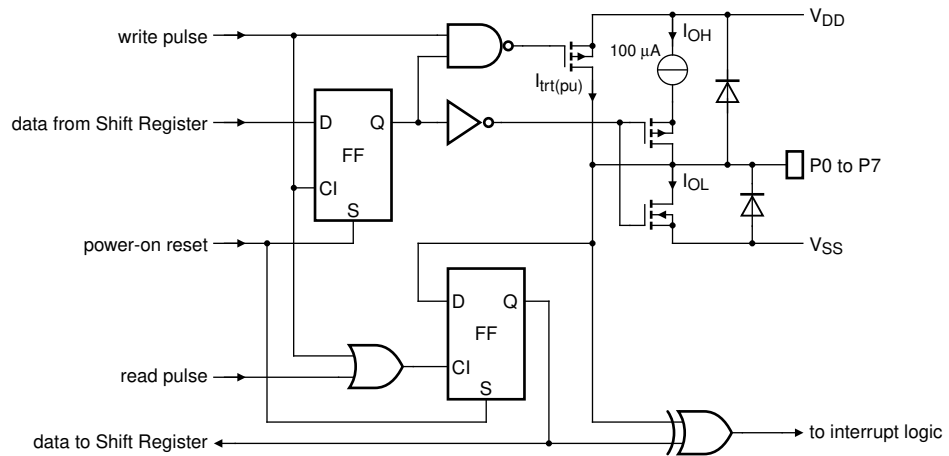 write pulse
V_DD
I_OH
100 μA
I_trt(pu)
data from Shift Register
D
Q
FF
CI
S
P0 to P7
I_OL
power-on reset
V_SS
D
Q
FF
CI
S
read pulse
data to Shift Register
to interrupt logic